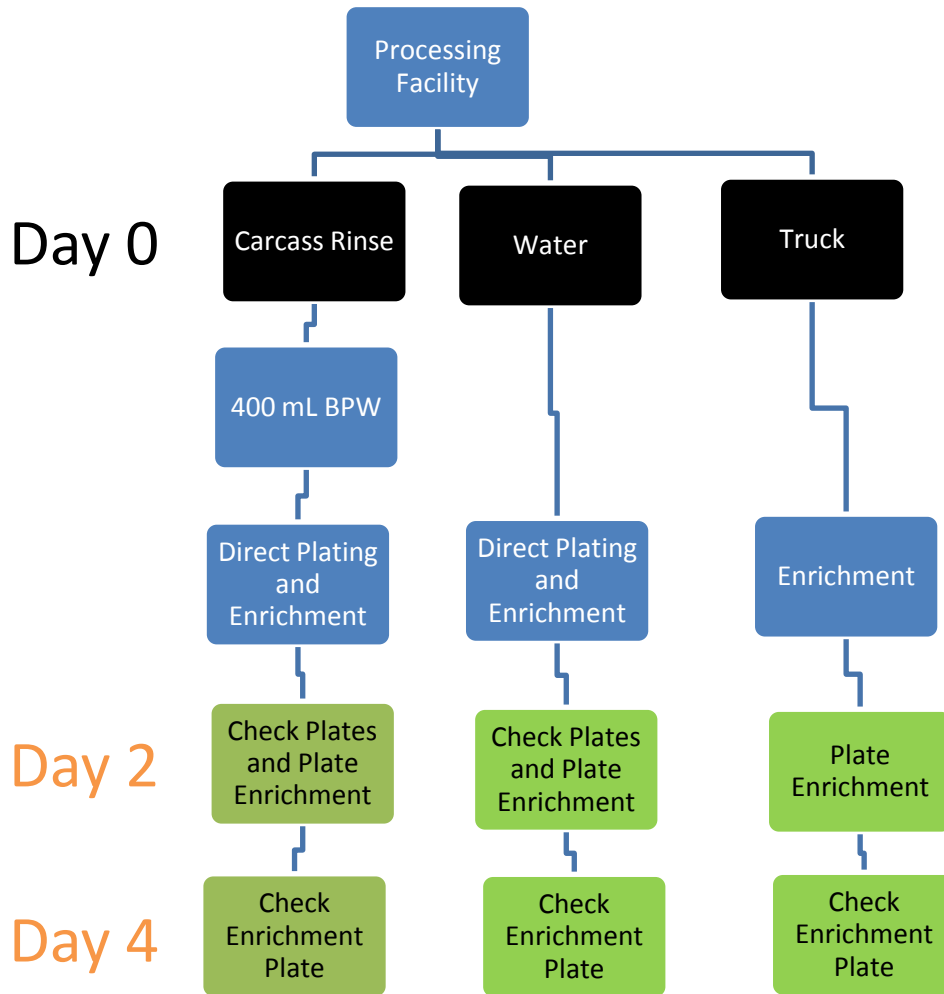 Processing
Facility
Day 0
Carcass Rinse
Water
Truck
400 mL BPW
Direct Plating
and
Enrichment
Direct Plating
and
Enrichment
Enrichment
Day 2
Check Plates
and Plate
Enrichment
Check Plates
and Plate
Enrichment
Plate
Enrichment
Day 4
Check
Enrichment
Plate
Check
Enrichment
Plate
Check
Enrichment
Plate